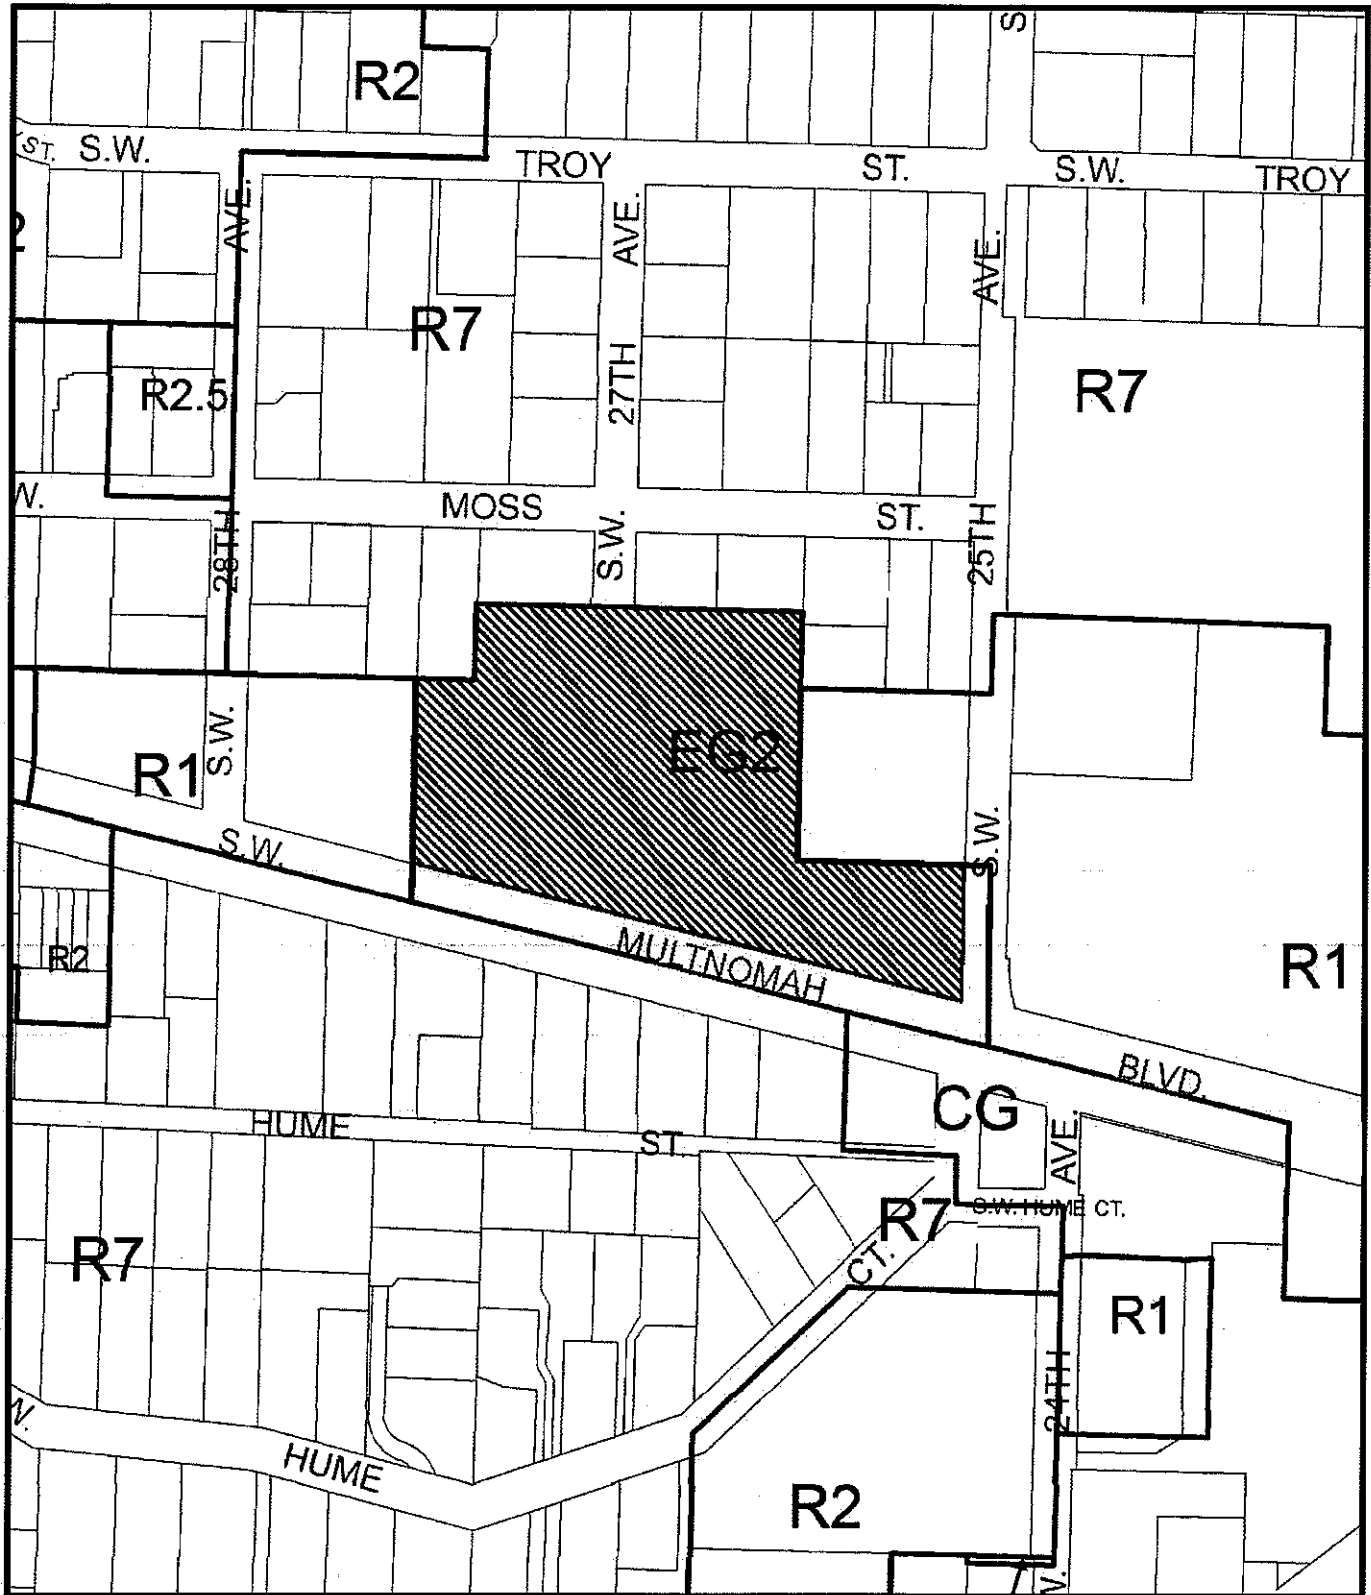 S
R2
ST.
S.W.
TROY
ST.
S.W.
TROY
2
AVE.
AVE.
AVE.
R7
R7
R2.5
27TH
W.
MOSS
ST.
28TH
S.W.
25TH
S.W.
EG2
R1
S.W.
S.W.
MULTNOMAH
R2
R1
BLVD.
CG
HUME
ST.
AVE.
R7
S.W. HUME CT.
R7
CT.
R1
24TH
W.
HUME
R2
W.